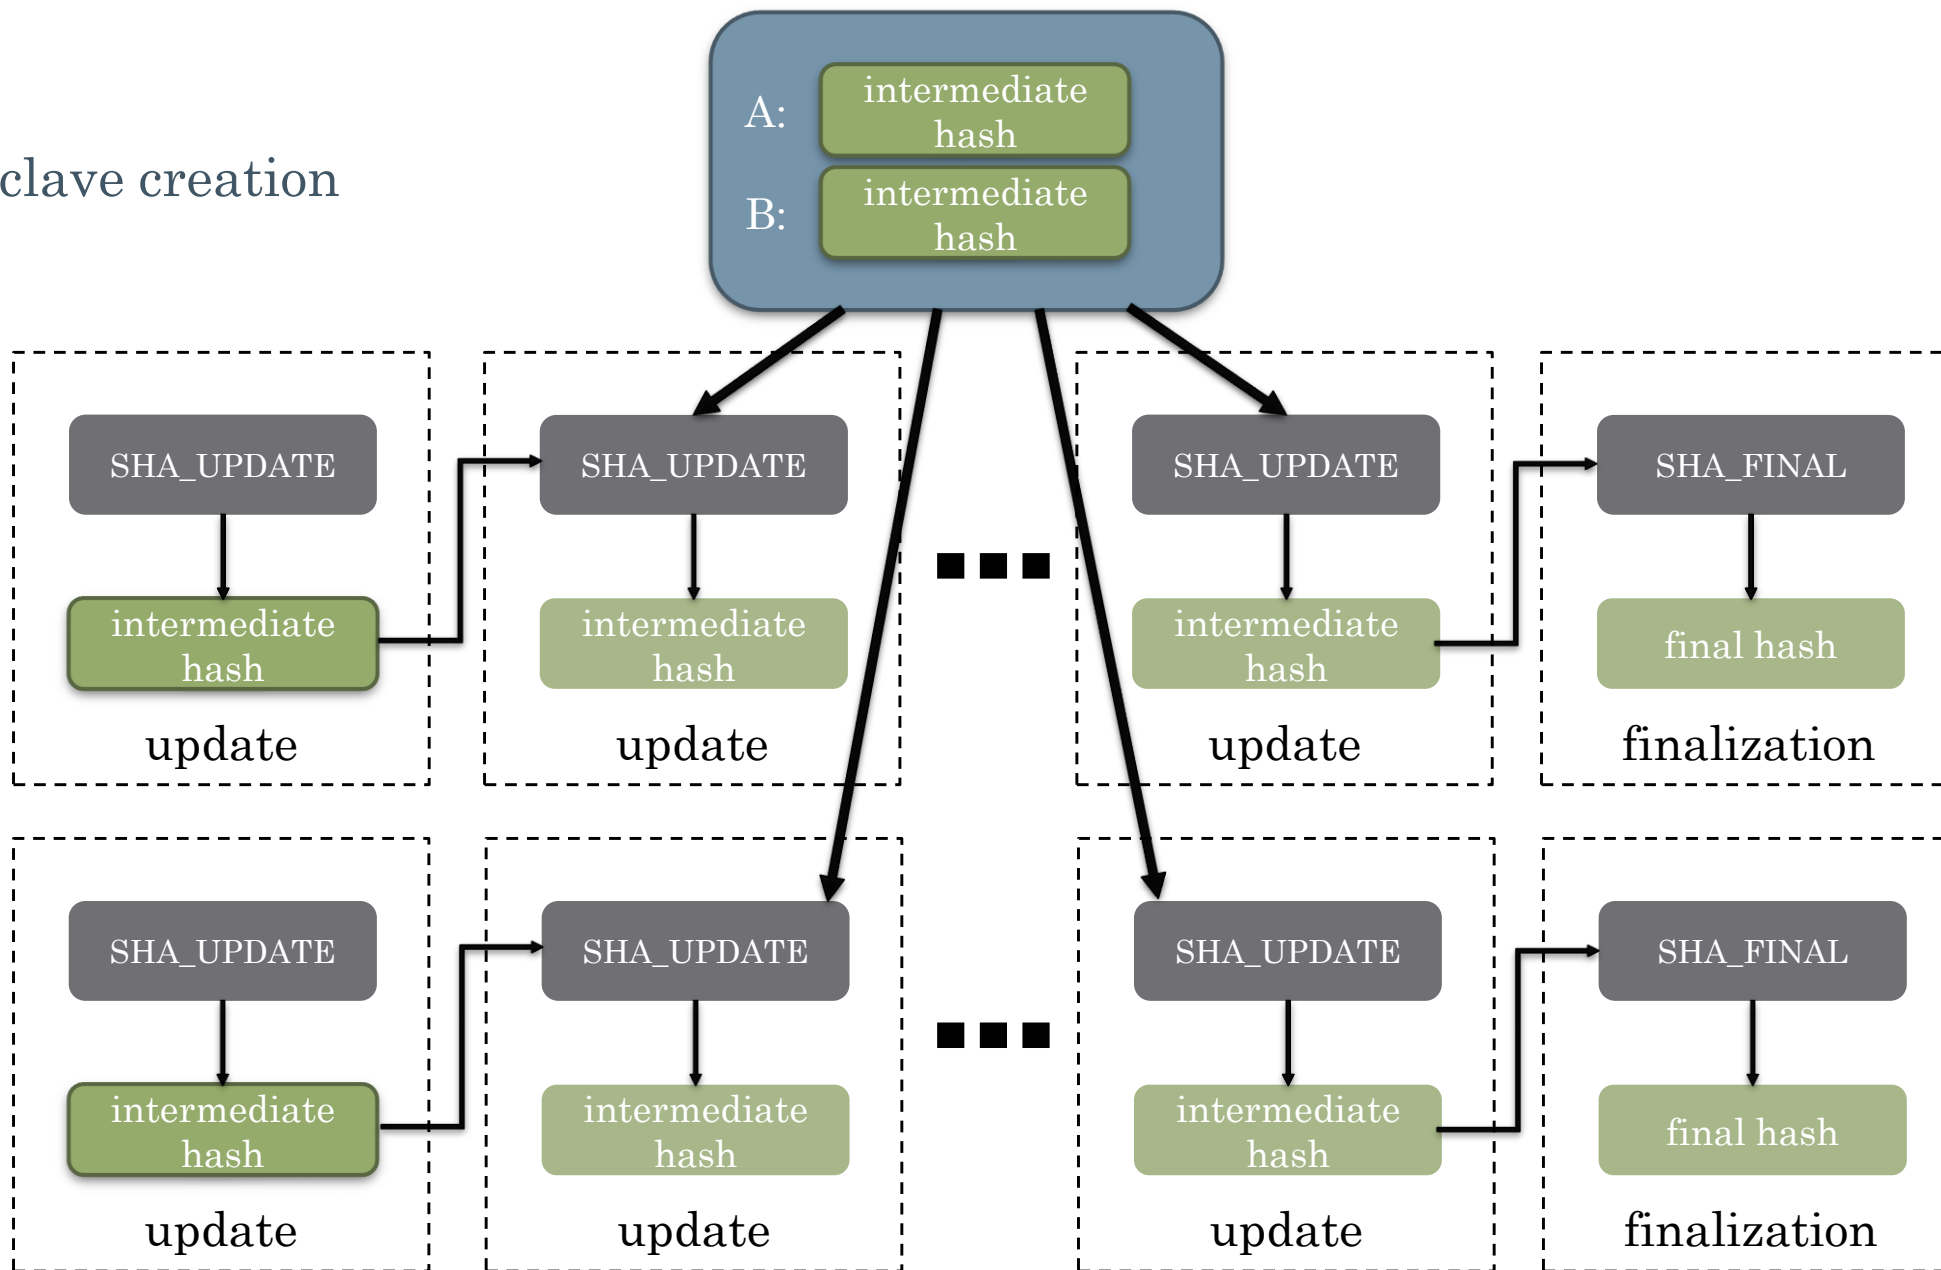 A:
intermediate
hash
B:
intermediate
hash
clave creation
SHA_UPDATE
intermediate
hash
update
SHA_UPDATE
intermediate
hash
update
SHA_UPDATE
intermediate
hash
update
SHA_FINAL
final hash
finalization
SHA_UPDATE
intermediate
hash
update
SHA_UPDATE
intermediate
hash
update
SHA_UPDATE
intermediate
hash
update
SHA_FINAL
final hash
finalization